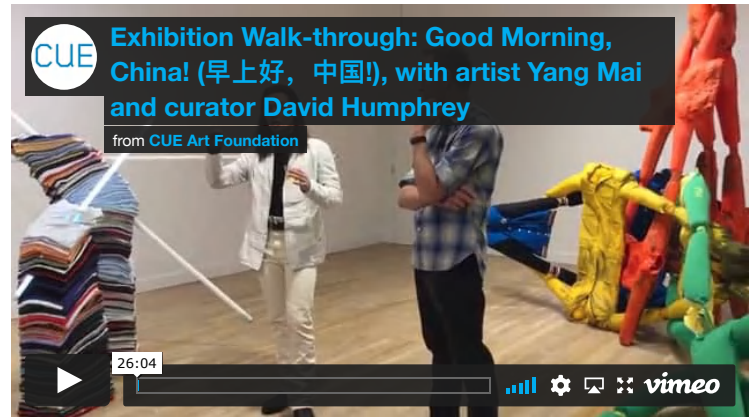 CUE
Exhibition Walk-through: Good Morning,
China! (早上好，中国!), with artist Yang Mai
and curator David Humphrey
from CUE Art Foundation
26:04
vimeo